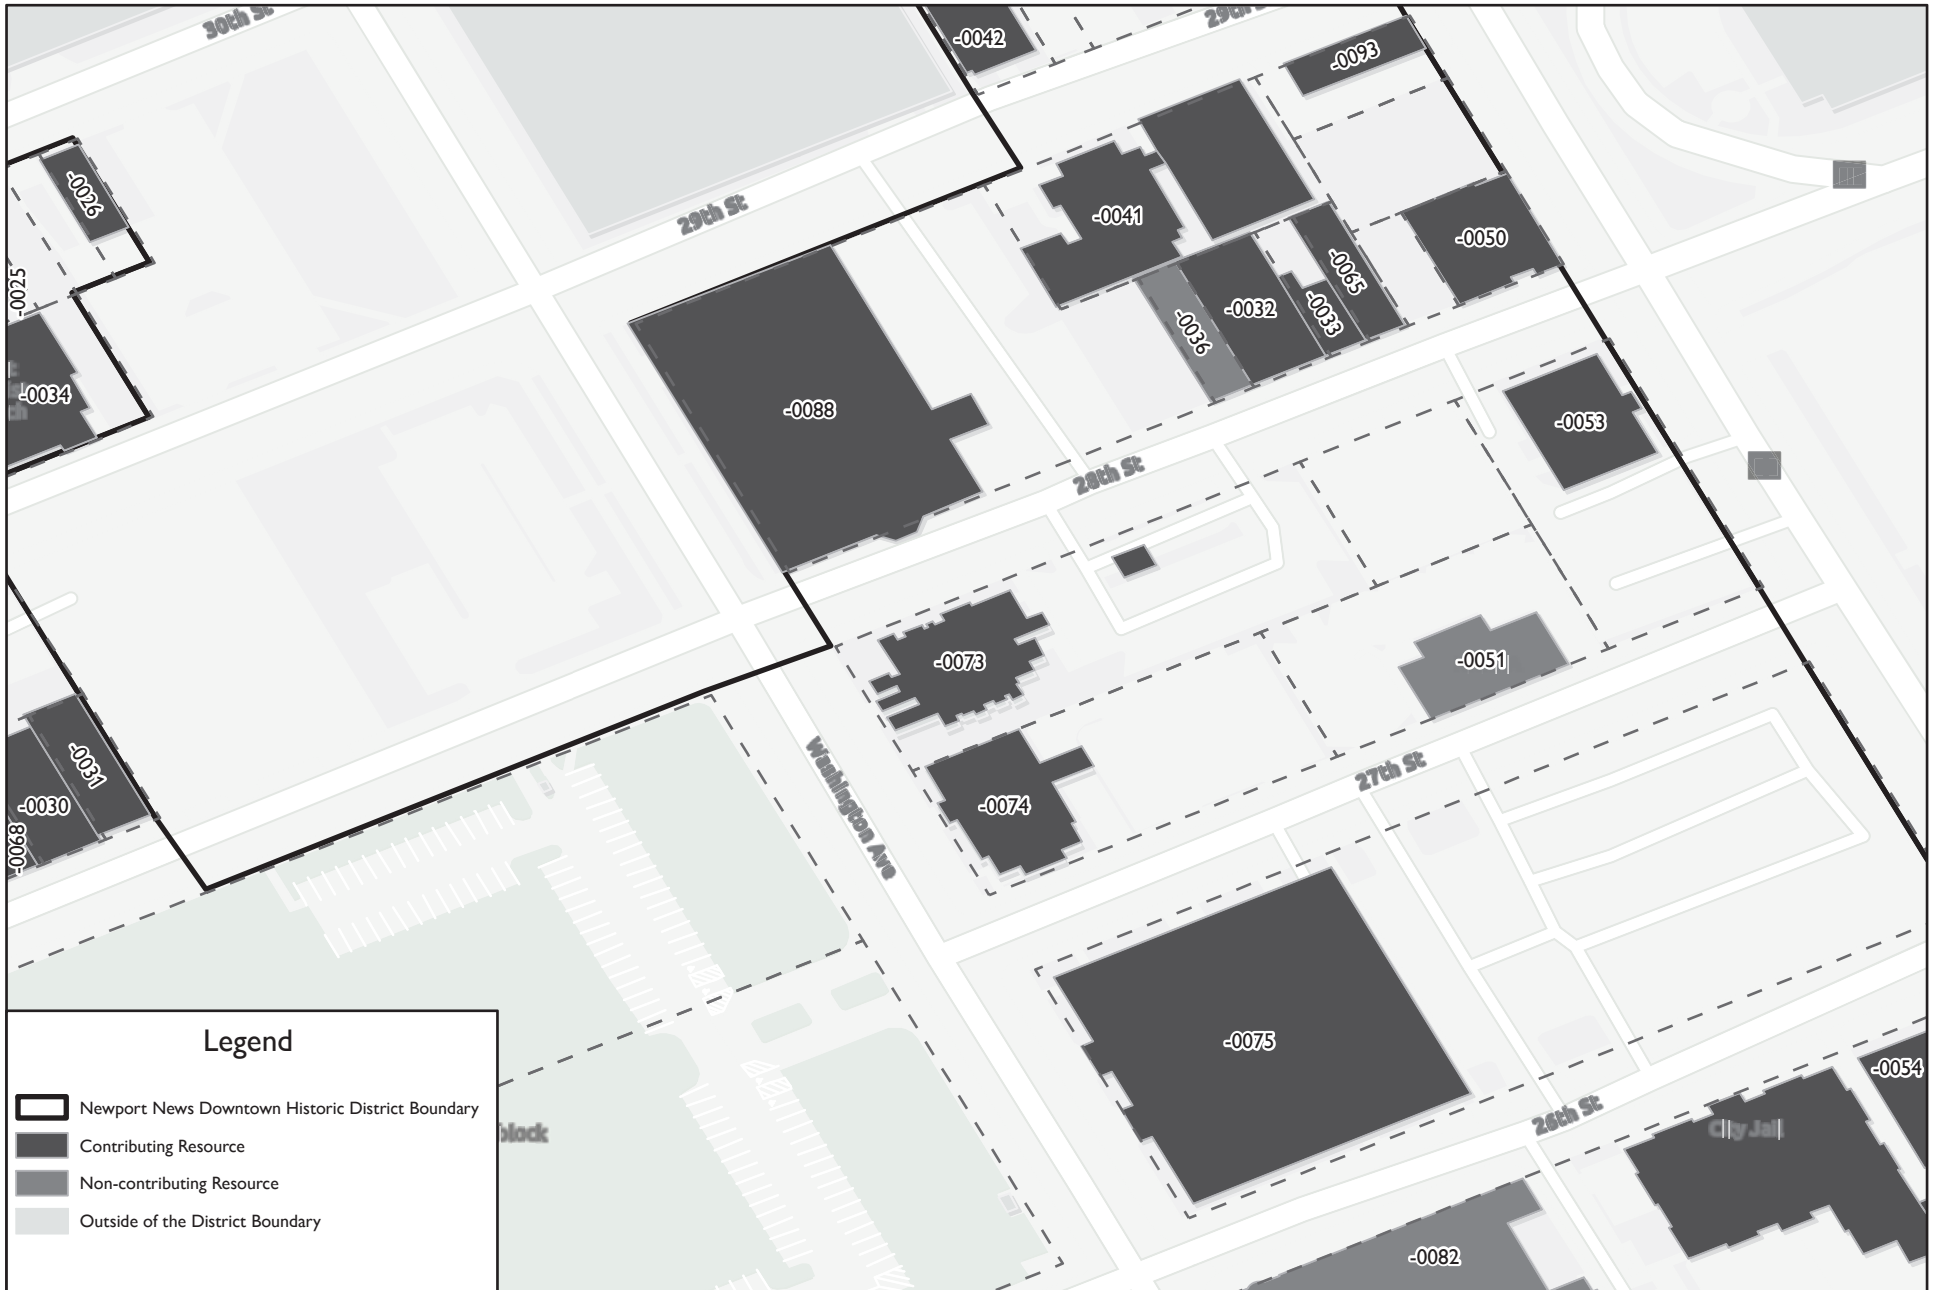 30th St
-0042
29th
-0093
-0026
29th St
-0041
-0050
-0065
-0025
-0032
-0033
-0036
-0034
-0088
-0053
28th St
-0073
-0051
-0031
-0030
-0068
Washington Ave
27th St
-0074
-0075
-0054
26th St
City Jail
-0082
block
Legend
Newport News Downtown Historic District Boundary
Contributing Resource
Non-contributing Resource
Outside of the District Boundary